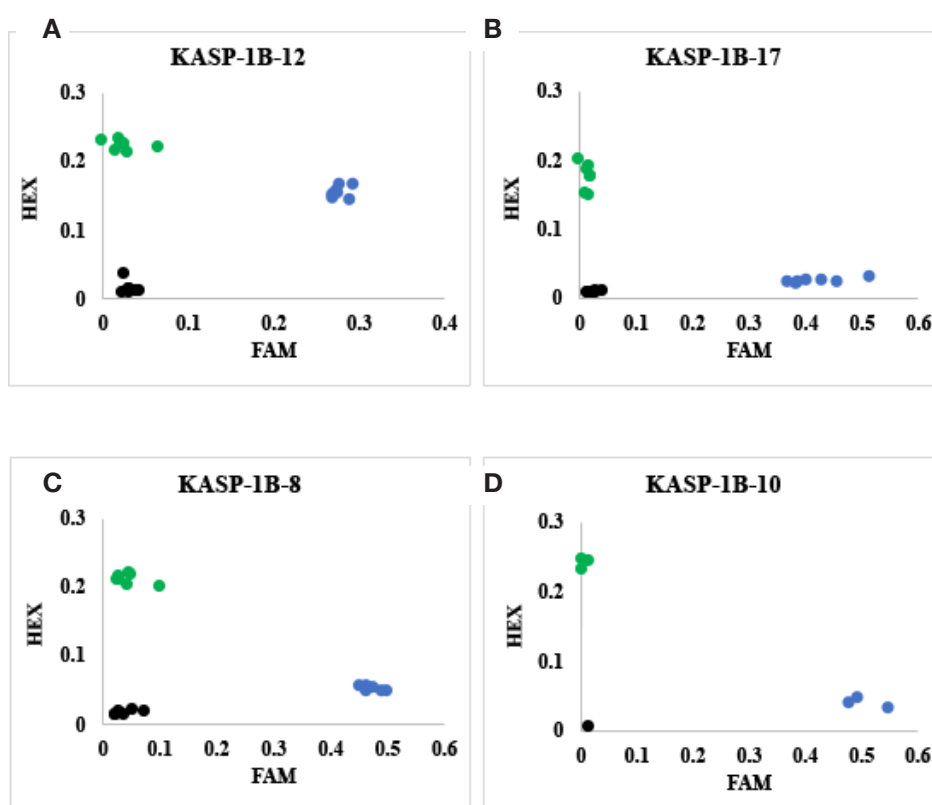 A
KASP-1B-12
0.3
0.2
0.1
0
HEX
0 0.1 0.2 0.3 0.4
FAM
B
KASP-1B-17
0.3
0.2
0.1
0
HEX
0 0.1 0.2 0.3 0.4 0.5 0.6
FAM
C
KASP-1B-8
0.3
0.2
0.1
0
HEX
0 0.1 0.2 0.3 0.4 0.5 0.6
FAM
D
KASP-1B-10
0.3
0.2
0.1
0
HEX
0 0.1 0.2 0.3 0.4 0.5 0.6
FAM